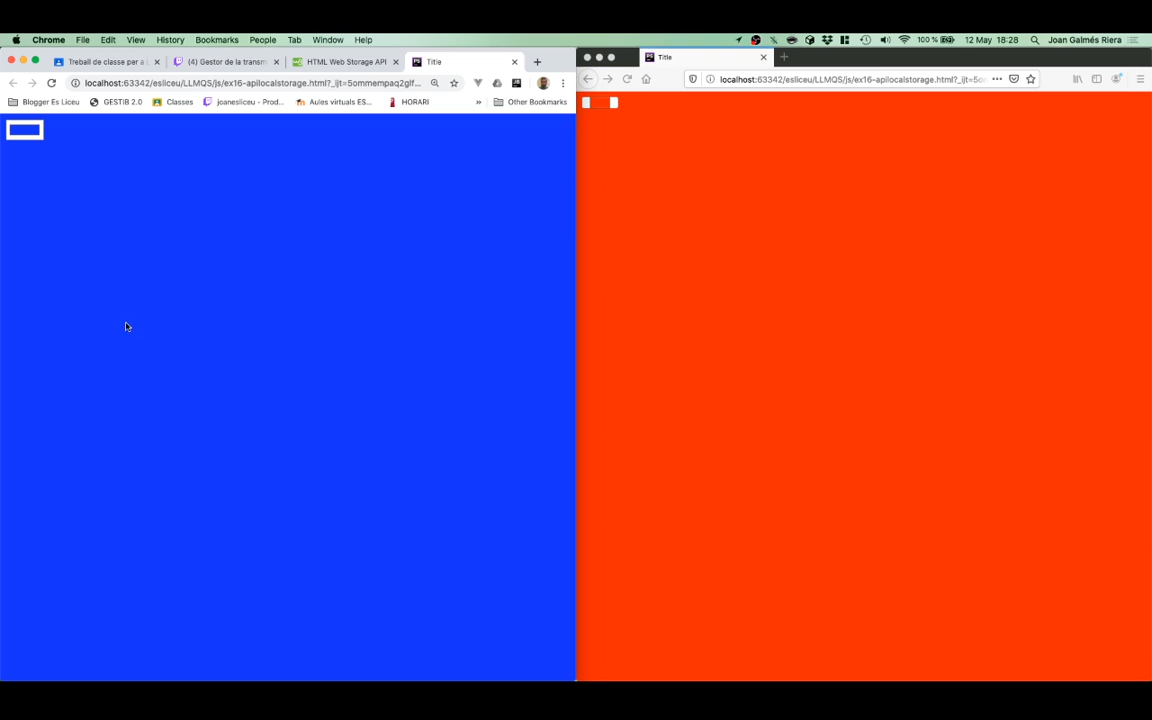 Chrome File Edit View History Bookmarks People Tab Window Help
100 % 12 May 18:28 Joan Galmés Riera
Treball de classe per a l
(4) Gestor de la transm
HTML Web Storage API
Title
localhost:63342/esliceu/LLMQS/js/ex16-apilocalstorage.html?_ijt=5ommempaq2glf...
Blogger Es Liceu GESTIB 2.0 Classes joanesliceu - Prod... Aules virtuals ES... HORARI » Other Bookmarks
Title
localhost:63342/esliceu/LLMQS/js/ex16-apilocalstorage.html?_ijt=5o